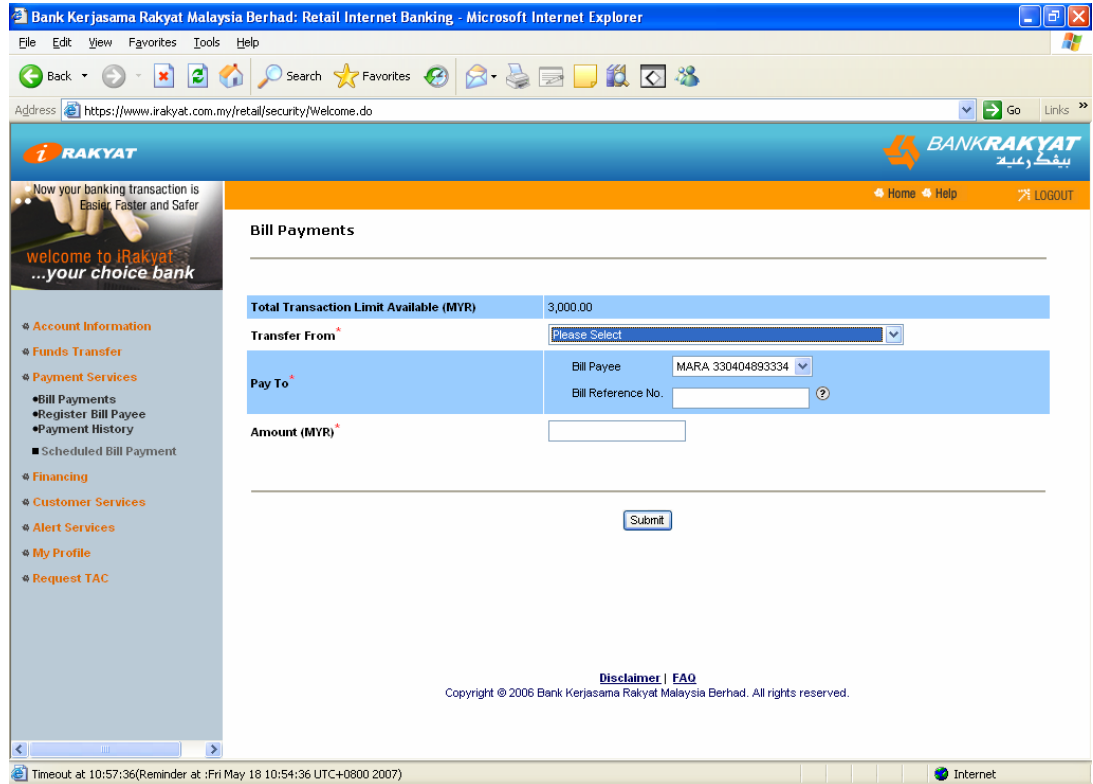 Bank Kerjasama Rakyat Malaysia Berhad: Retail Internet Banking - Microsoft Internet Explorer
File Edit View Favorites Tools Help
Back Search Favorites
Address https://www.irakyat.com.my/retail/security/Welcome.do Go Links »
i RAKYAT
BANKRAKYAT
بيڤک رعية
Now your banking transaction is
Easier, Faster and Safer
welcome to iRakyat
...your choice bank
Home Help LOGOUT
Bill Payments
Total Transaction Limit Available (MYR) 3,000.00
Transfer From* Please Select
Pay To*
Bill Payee MARA 330404893334
Bill Reference No. ?
Amount (MYR)*
Submit
Account Information
Funds Transfer
Payment Services
•Bill Payments
•Register Bill Payee
•Payment History
■ Scheduled Bill Payment
Financing
Customer Services
Alert Services
My Profile
Request TAC
Disclaimer | FAQ
Copyright © 2006 Bank Kerjasama Rakyat Malaysia Berhad. All rights reserved.
Timeout at 10:57:36(Reminder at :Fri May 18 10:54:36 UTC+0800 2007) Internet